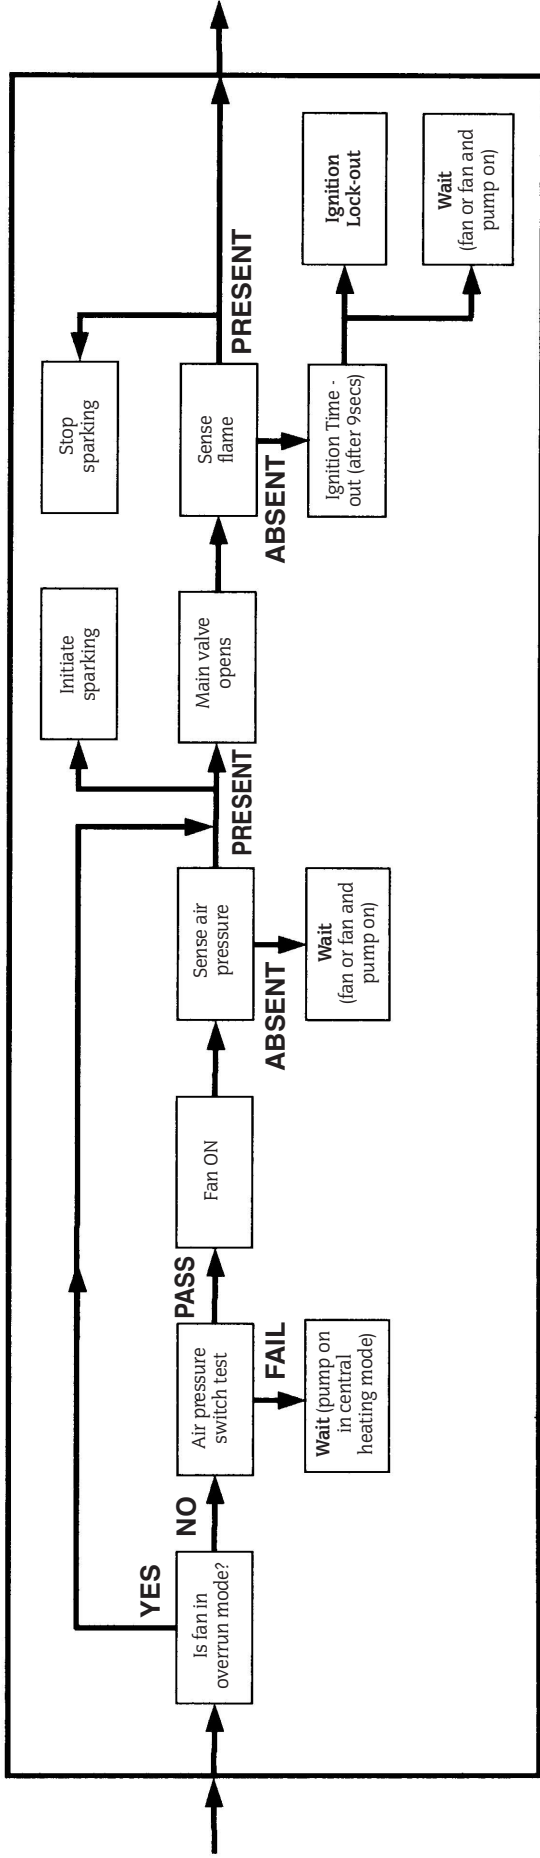 Is fan in
overrun mode?
YES
NO
Air pressure
switch test
PASS
FAIL
Wait (pump on
in central
heating mode)
Fan ON
Sense air
pressure
ABSENT
Wait
(fan or fan and
pump on)
PRESENT
Initiate
sparking
Main valve
opens
Sense
flame
ABSENT
PRESENT
Stop
sparking
Ignition Time -
out (after 9secs)
Ignition
Lock-out
Wait
(fan or fan and
pump on)